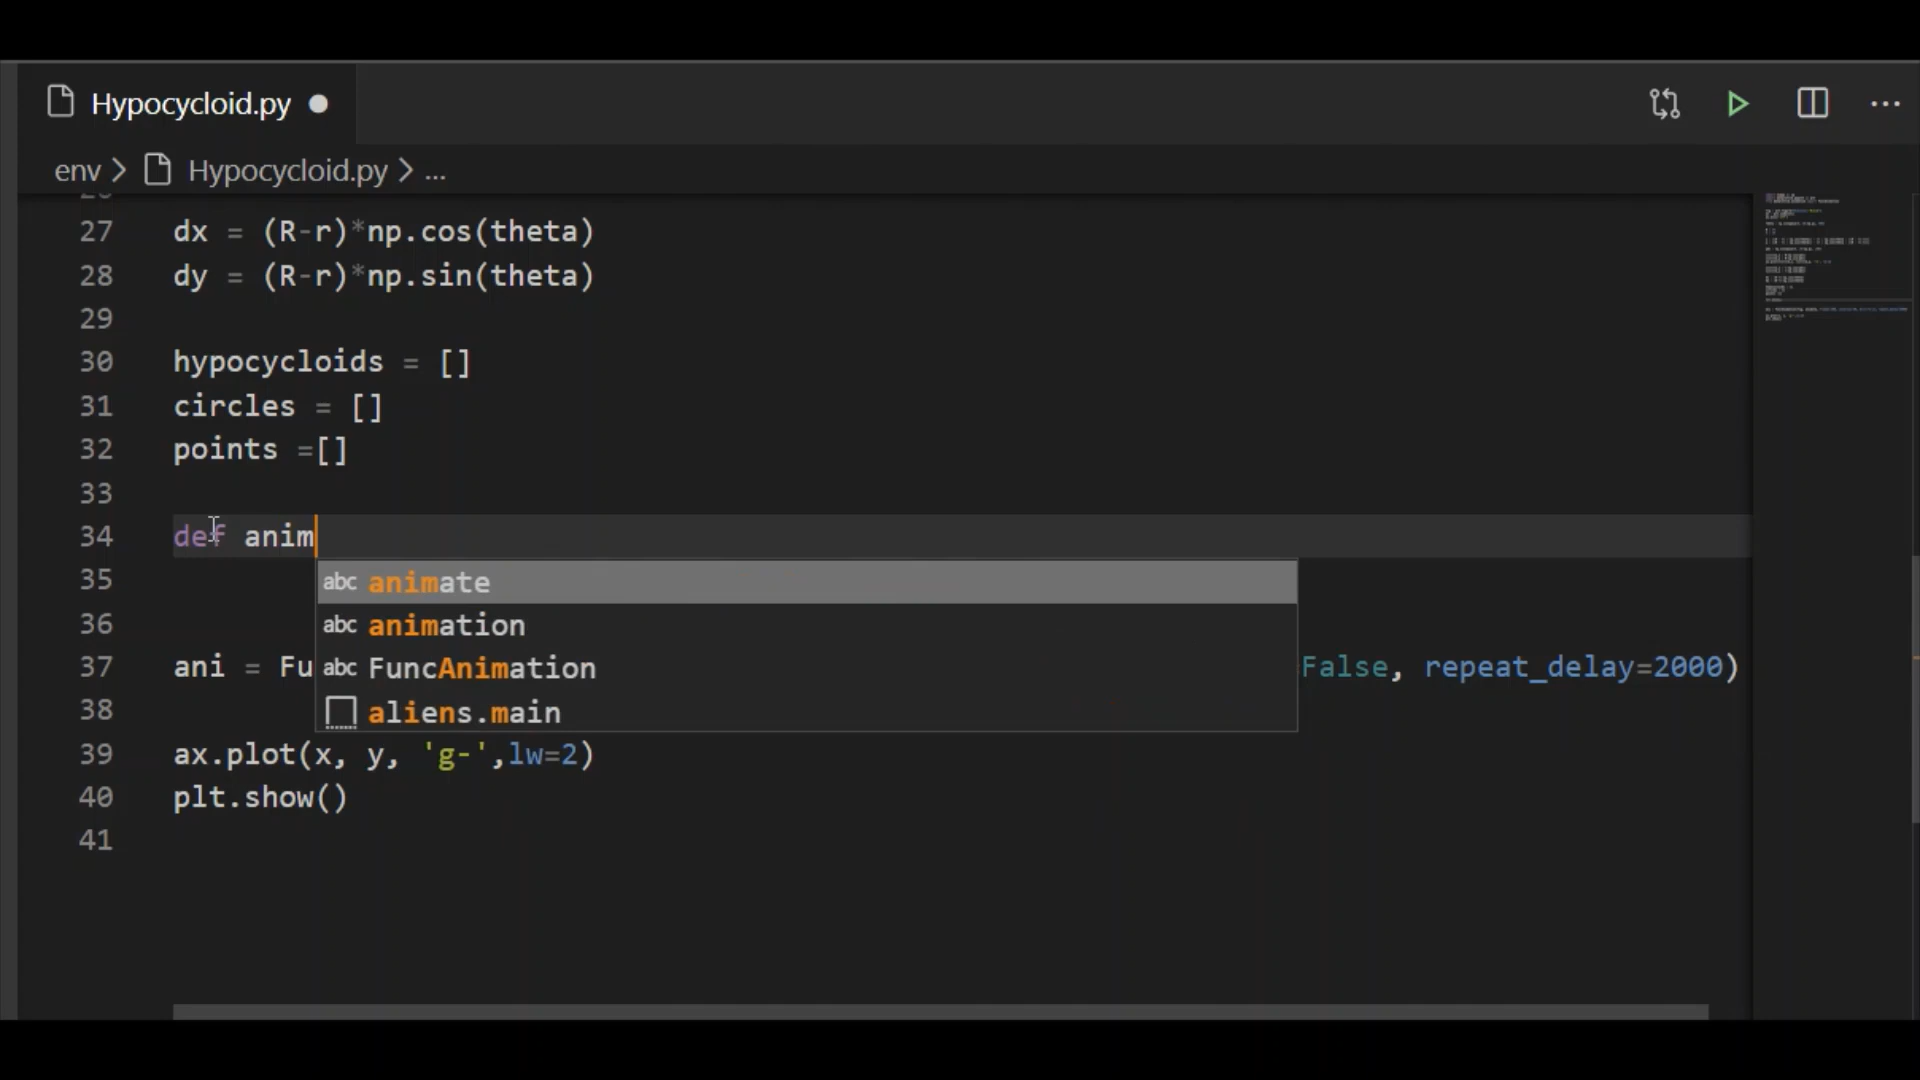 Hypocycloid.py
env > Hypocycloid.py > ...
27 dx = (R-r)*np.cos(theta)
28 dy = (R-r)*np.sin(theta)
29
30 hypocycloids = []
31 circles = []
32 points =[]
33
34 def anim
35 abc animate
36 abc animation
37 ani = Fu abc FuncAnimation False, repeat_delay=2000)
38 aliens.main
39 ax.plot(x, y, 'g-',lw=2)
40 plt.show()
41